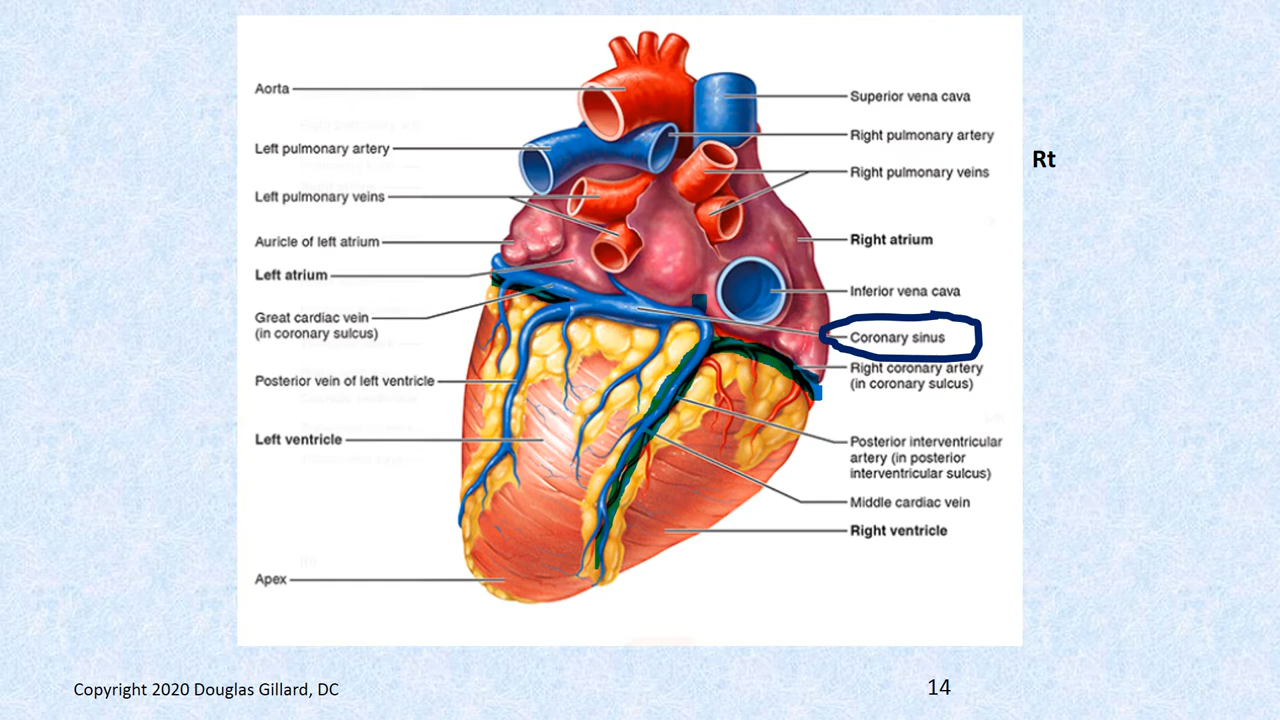 Aorta
Left pulmonary artery
Left pulmonary veins
Auricle of left atrium
Left atrium
Great cardiac vein
(in coronary sulcus)
Posterior vein of left ventricle
Left ventricle
Apex
Superior vena cava
Right pulmonary artery
Right pulmonary veins
Right atrium
Inferior vena cava
Coronary sinus
Right coronary artery
(in coronary sulcus)
Posterior interventricular
artery (in posterior
interventricular sulcus)
Middle cardiac vein
Right ventricle
Rt
Copyright 2020 Douglas Gillard, DC
14